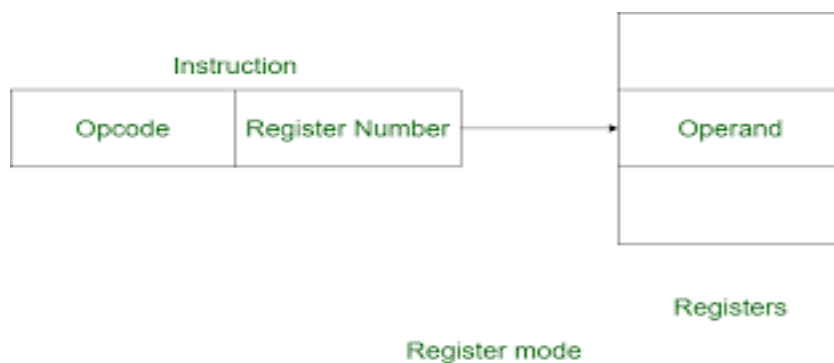 Instruction
Opcode
Register Number
Operand
Registers
Register mode